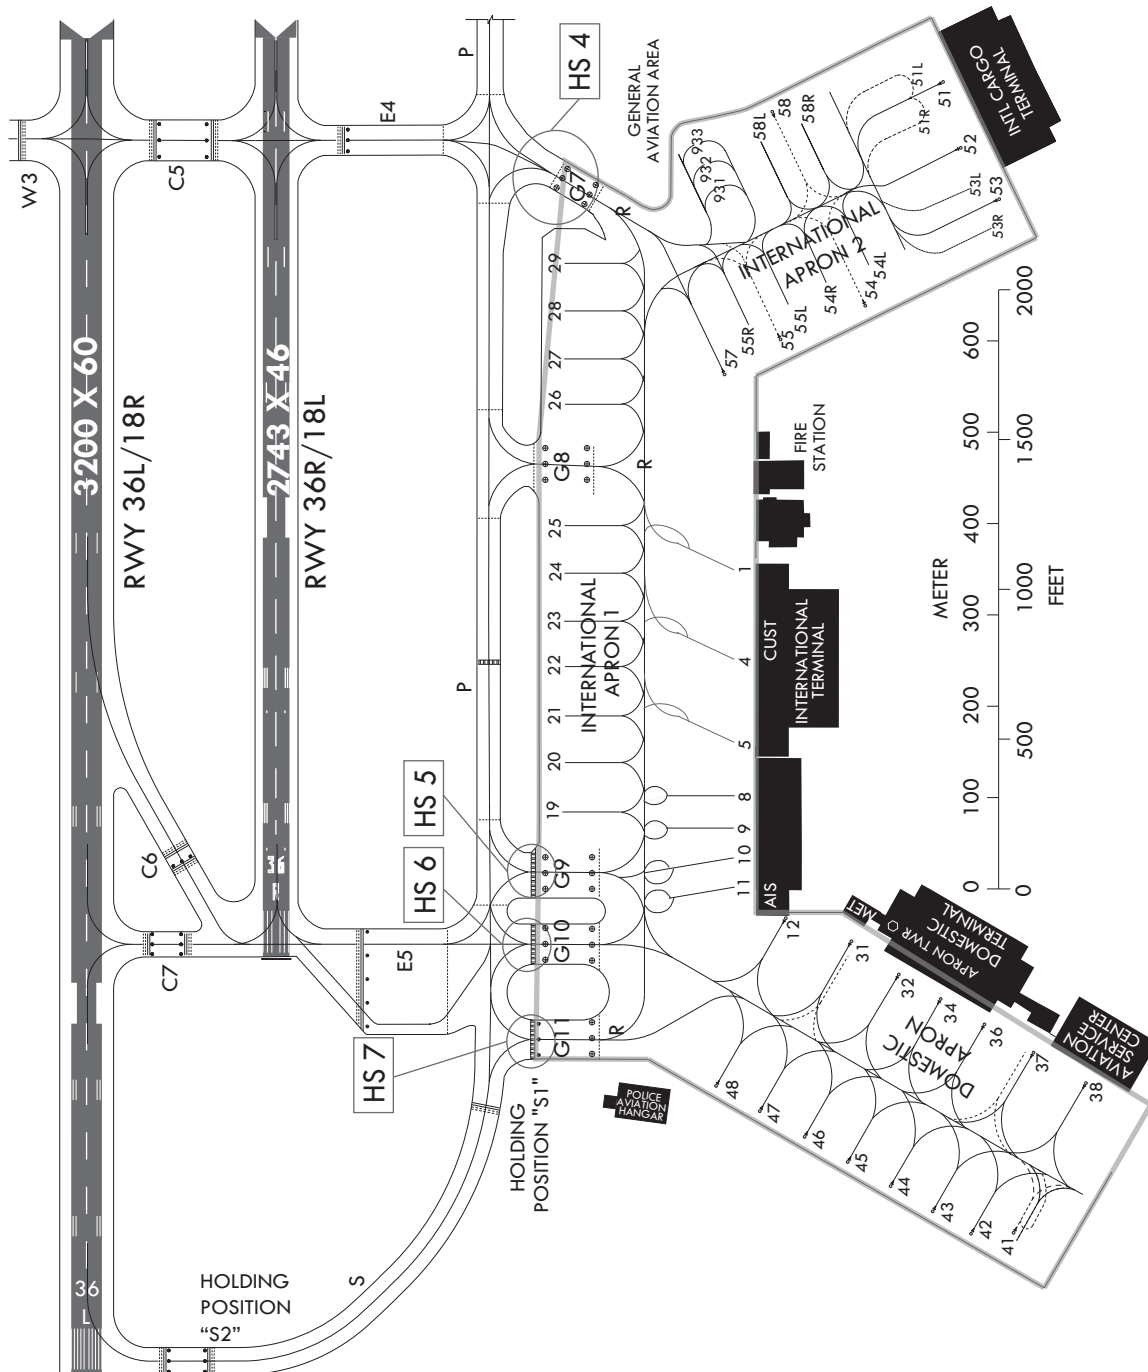 W3
C5
E4
P
HS 4
GENERAL
AVIATION AREA
INTL CARGO
TERMINAL
G7
R
933
932
931
58L
58
58R
51L
51
51R
52
53L
53
53R
INTERNATIONAL
APRON 2
54L
54
54R
55L
55
55R
57
29
28
27
26
3200 X 60
RWY 36L/18R
2743 X 46
RWY 36R/18L
G8
R
FIRE
STATION
25
24
23
22
21
20
19
INTERNATIONAL
APRON 1
1
4
5
8
9
10
11
12
CUST
INTERNATIONAL
TERMINAL
AIS
MET
APRON TWR
DOMESTIC
TERMINAL
AVIATION
SERVICE
CENTER
METER
0 100 200 300 400 500 600
0 500 1000 1500 2000
FEET
P
HS 5
HS 6
HS 7
G9
G10
G11
R
C6
C7
E5
36
L
HOLDING
POSITION "S1"
HOLDING
POSITION
“S2”
S
POLICE
AVIATION
HANGAR
DOMESTIC
APRON
31
32
34
36
37
38
48
47
46
45
44
43
42
41